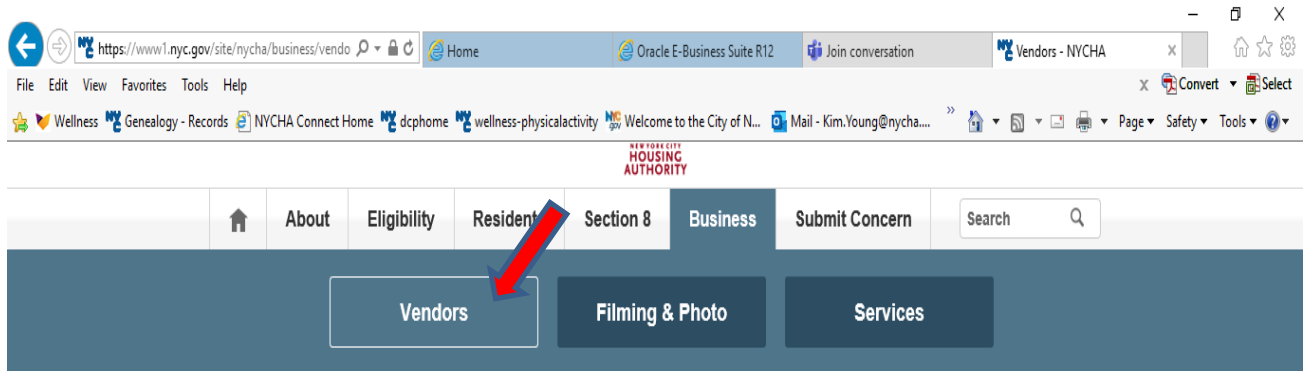 https://www1.nyc.gov/site/nycha/business/vendo
Home
Oracle E-Business Suite R12
Join conversation
Vendors - NYCHA
File Edit View Favorites Tools Help
Convert Select
Wellness Genealogy - Records NYCHA Connect Home dcphome wellness-physicalactivity Welcome to the City of N... Mail - Kim.Young@nycha.... Page Safety Tools
NEW YORK CITY
HOUSING
AUTHORITY
About Eligibility Resident Section 8 Business Submit Concern Search
Vendors Filming & Photo Services